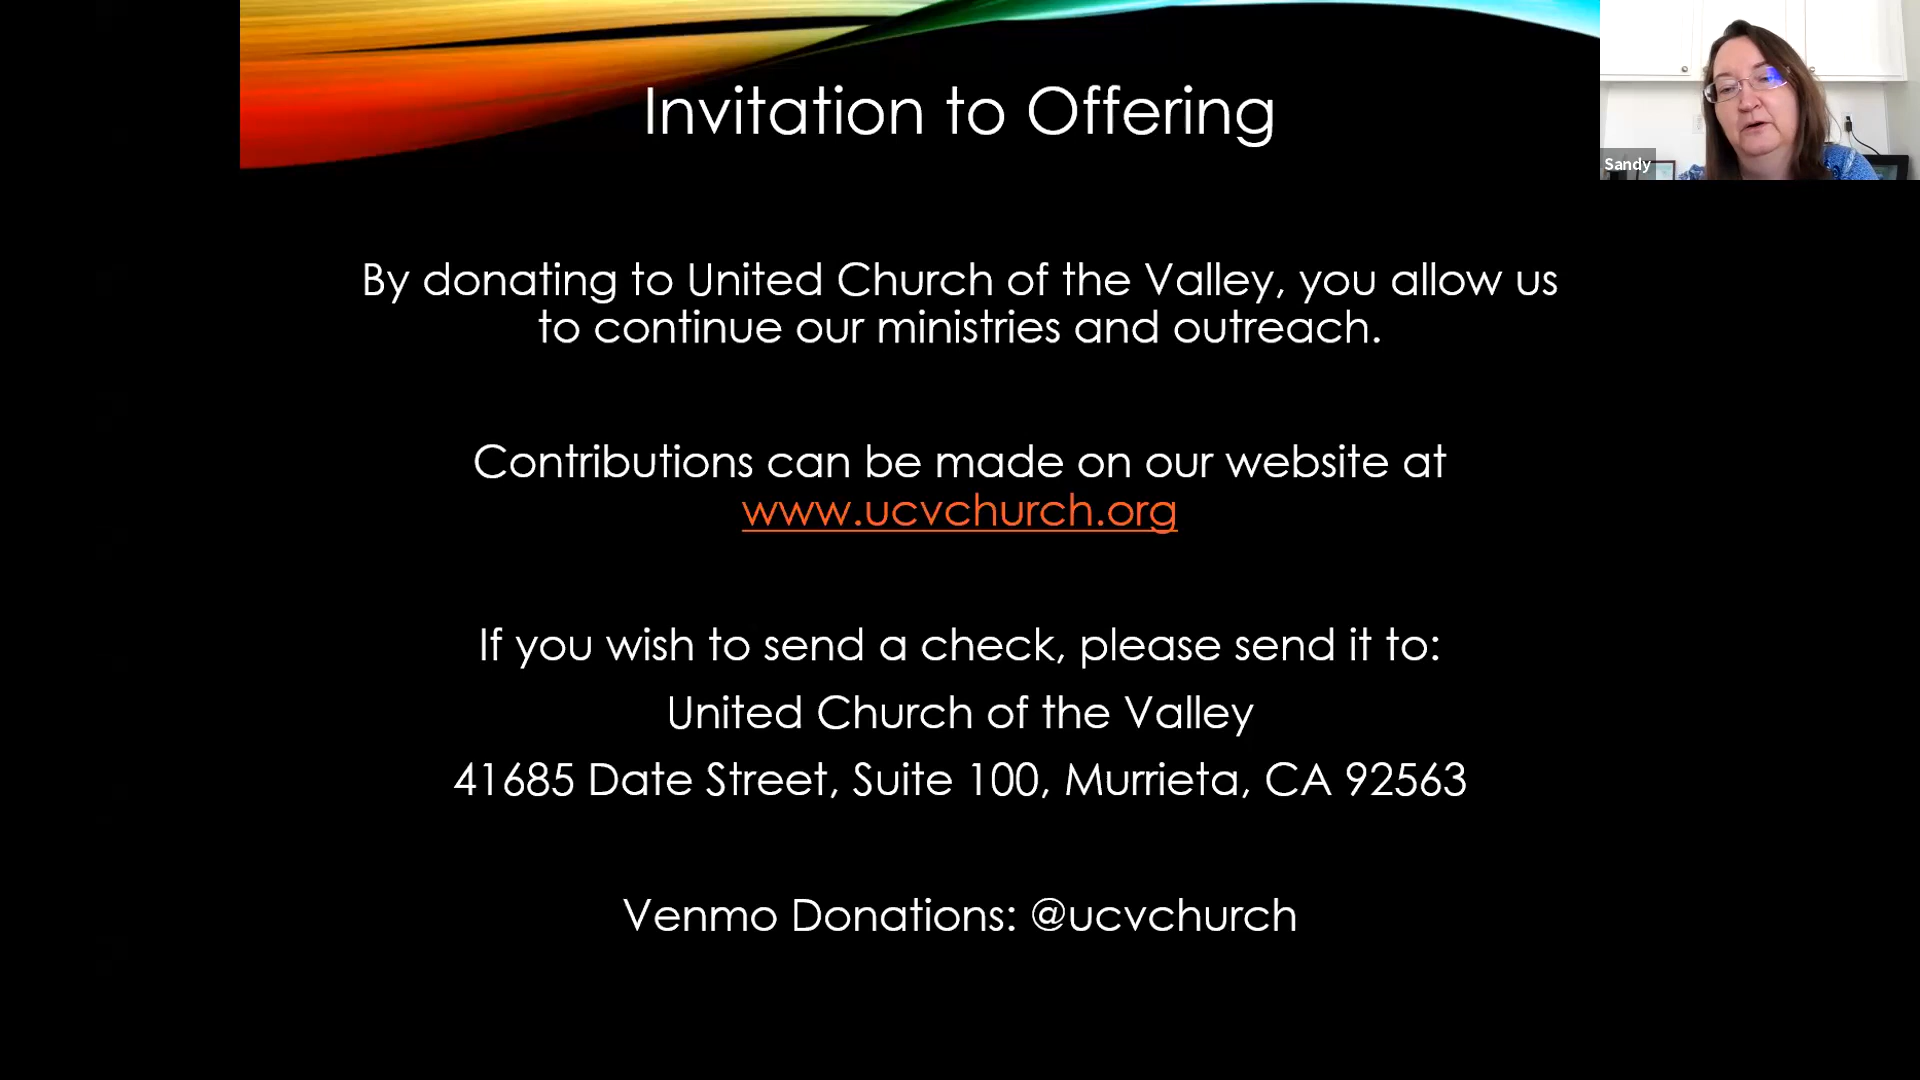 Invitation to Offering
Sandy
By donating to United Church of the Valley, you allow us
to continue our ministries and outreach.
Contributions can be made on our website at
www.ucvchurch.org
If you wish to send a check, please send it to:
United Church of the Valley
41685 Date Street, Suite 100, Murrieta, CA 92563
Venmo Donations: @ucvchurch